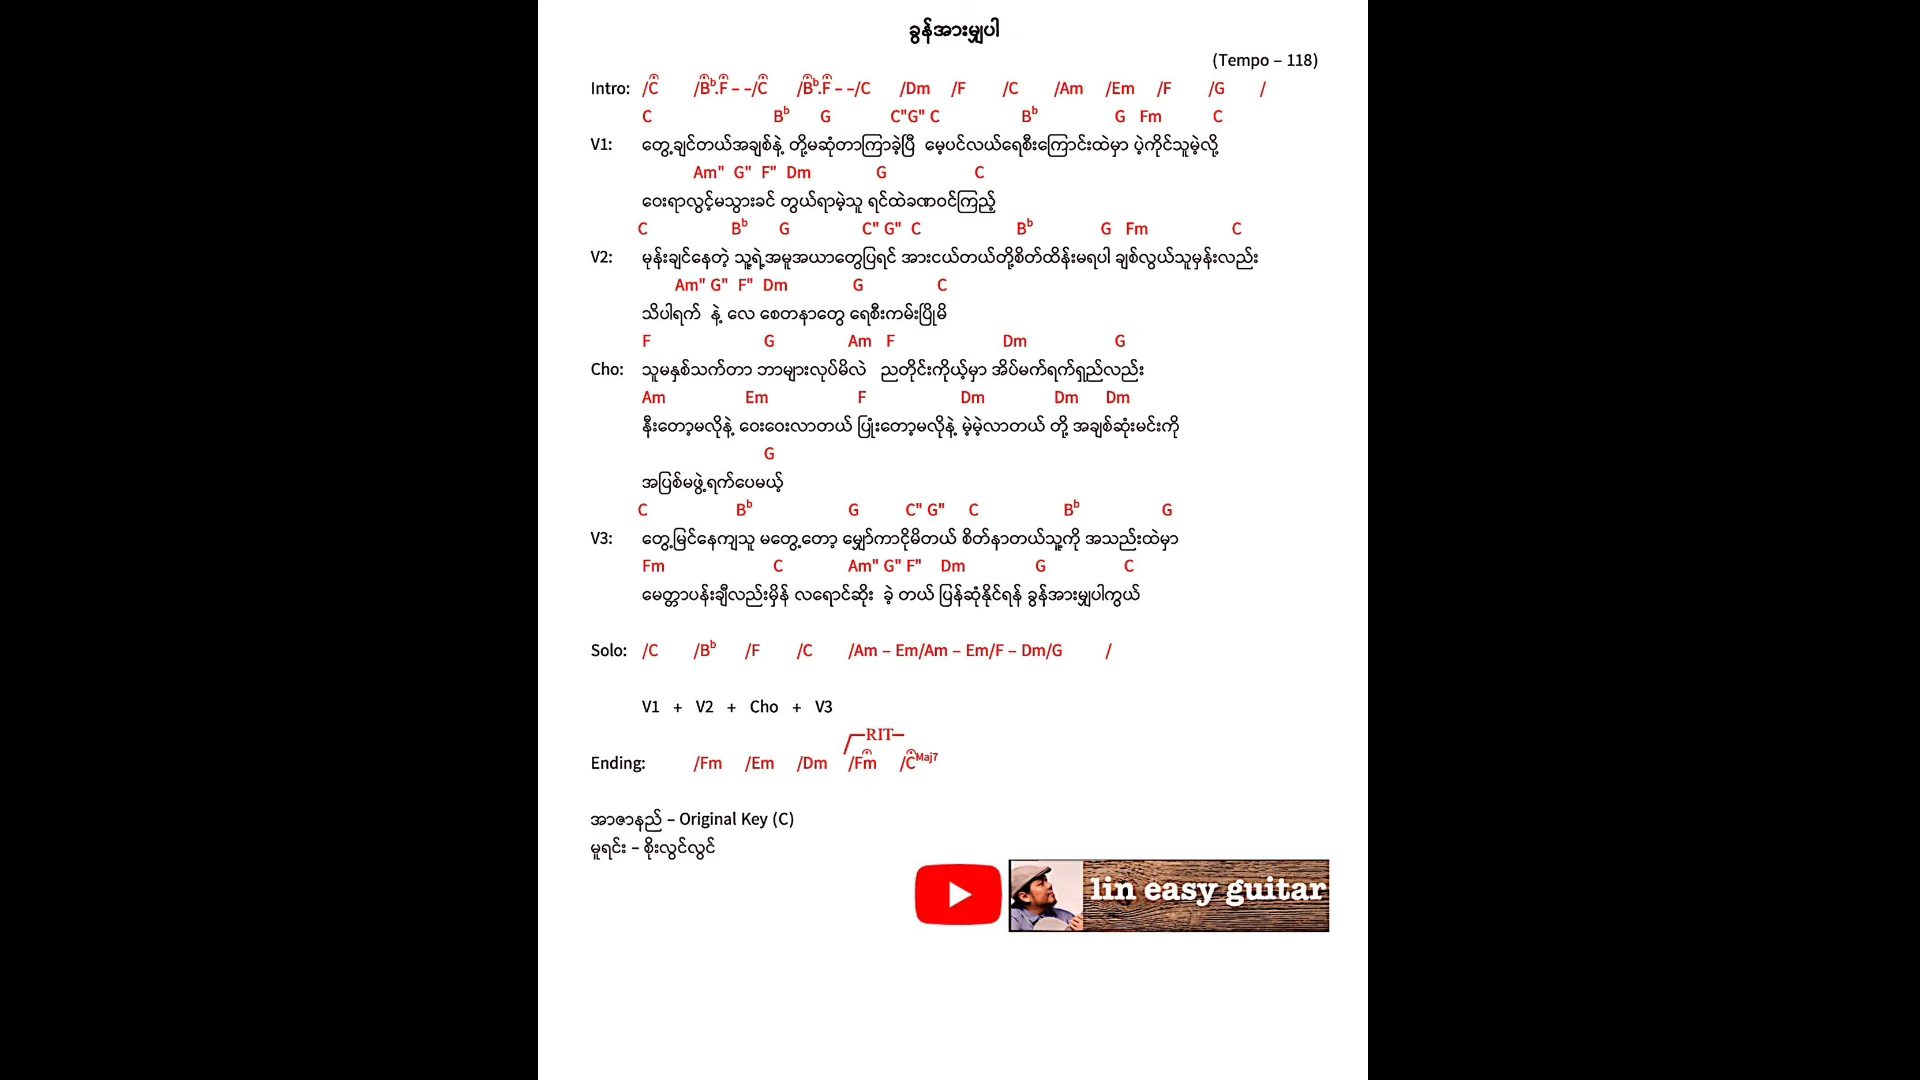 ခွန်အားမျှပါ
(Tempo – 118)
Intro: /C /Bb.F – –/C /Bb.F – –/C /Dm /F /C /Am /Em /F /G /
C Bb G C"G" C Bb G Fm C
V1: တွေ့ချင်တယ်အချစ်နဲ့ တို့မဆုံတာကြာခဲ့ပြီ မေ့ပင်လယ်ရေစီးကြောင်းထဲမှာ ပဲ့ကိုင်သူမဲ့လို့
Am" G" F" Dm G C
ဝေးရာလွင့်မသွားခင် တွယ်ရာမဲ့သူ ရင်ထဲခဏဝင်ကြည့်
C Bb G C" G" C Bb G Fm C
V2: မုန်းချင်နေတဲ့ သူ့ရဲ့အမူအယာတွေပြရင် အားငယ်တယ်တို့စိတ်ထိန်းမရပါ ချစ်လွယ်သူမှန်းလည်း
Am" G" F" Dm G C
သိပါရက် နဲ့ လေ စေတနာတွေ ရေစီးကမ်းပြိုမိ
F G Am F Dm G
Cho: သူမနှစ်သက်တာ ဘာများလုပ်မိလဲ ညတိုင်းကိုယ့်မှာ အိပ်မက်ရက်ရှည်လည်း
Am Em F Dm Dm Dm
နီးတော့မလိုနဲ့ ဝေးဝေးလာတယ် ပြုံးတော့မလိုနဲ့ မဲ့မဲ့လာတယ် တို့ အချစ်ဆုံးမင်းကို
G
အပြစ်မဖွဲ့ရက်ပေမယ့်
C Bb G C" G" C Bb G
V3: တွေ့မြင်နေကျသူ မတွေ့တော့ မျှော်ကာငိုမိတယ် စိတ်နာတယ်သူ့ကို အသည်းထဲမှာ
Fm C Am" G" F" Dm G C
မေတ္တာပန်းချီလည်းမှိန် လရောင်ဆိုး ခဲ့ တယ် ပြန်ဆုံနိုင်ရန် ခွန်အားမျှပါကွယ်
Solo: /C /Bb /F /C /Am – Em/Am – Em/F – Dm/G /
V1 + V2 + Cho + V3
RIT
Ending: /Fm /Em /Dm /Fm /CMaj7
အာဇာနည် – Original Key (C)
မူရင်း – စိုးလွင်လွင်
lin easy guitar